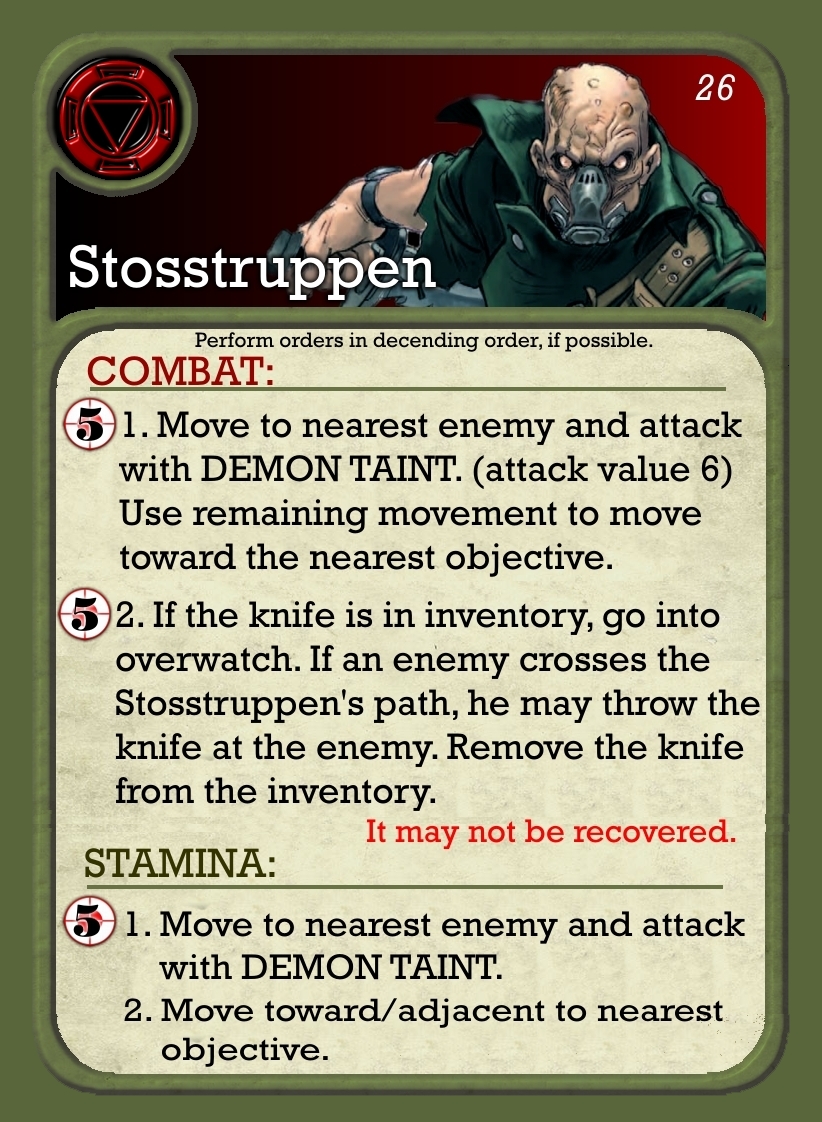 26
Stosstruppen
Perform orders in decending order, if possible.
COMBAT:
5 1. Move to nearest enemy and attack
with DEMON TAINT. (attack value 6)
Use remaining movement to move
toward the nearest objective.
5 2. If the knife is in inventory, go into
overwatch. If an enemy crosses the
Stosstruppen's path, he may throw the
knife at the enemy. Remove the knife
from the inventory.
It may not be recovered.
STAMINA:
5 1. Move to nearest enemy and attack
with DEMON TAINT.
2. Move toward/adjacent to nearest
objective.